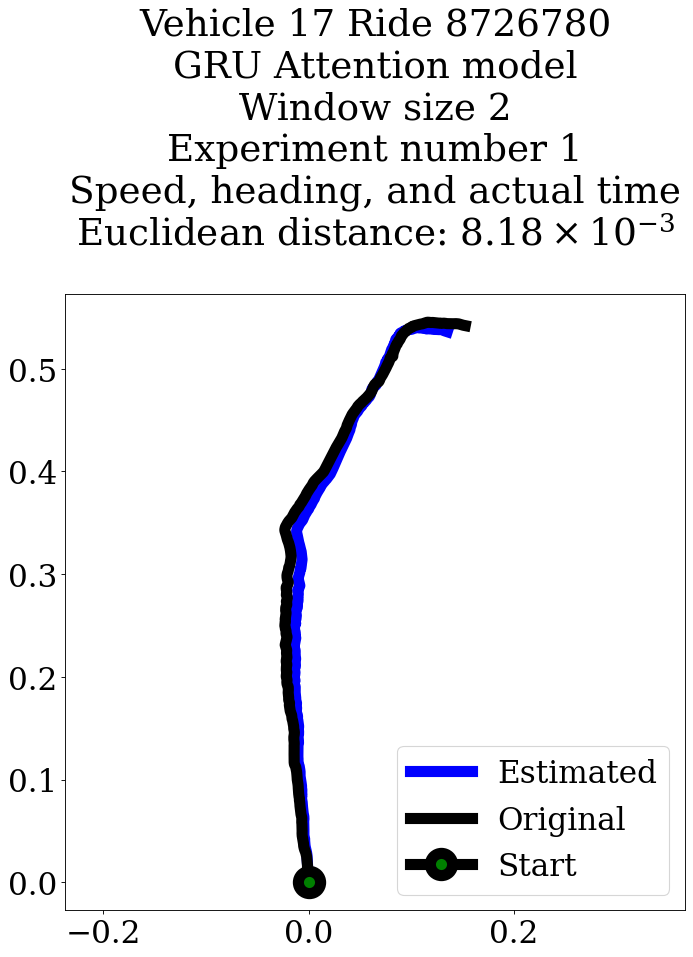 Vehicle 17 Ride 8726780
GRU Attention model
Window size 2
Experiment number 1
Speed, heading, and actual time
Euclidean distance: 8.18 × 10⁻³
0.5
0.4
0.3
0.2
0.1
0.0
Estimated
Original
Start
−0.2
0.0
0.2